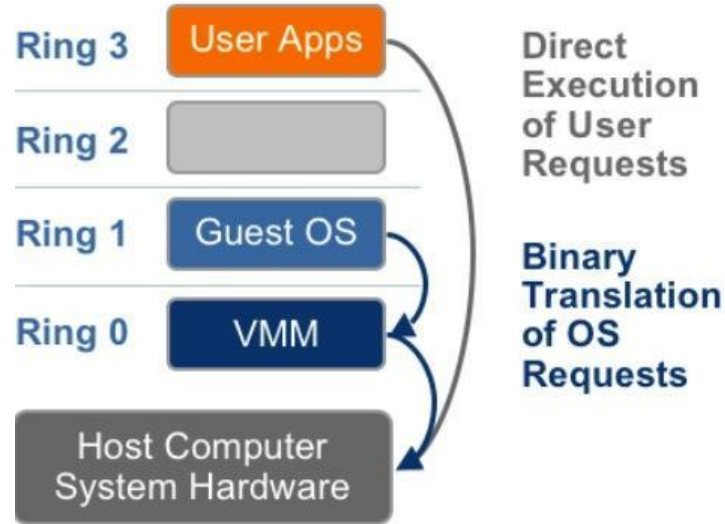 Ring 3
User Apps
Ring 2
Ring 1
Guest OS
Ring 0
VMM
Host Computer
System Hardware
Direct
Execution
of User
Requests
Binary
Translation
of OS
Requests